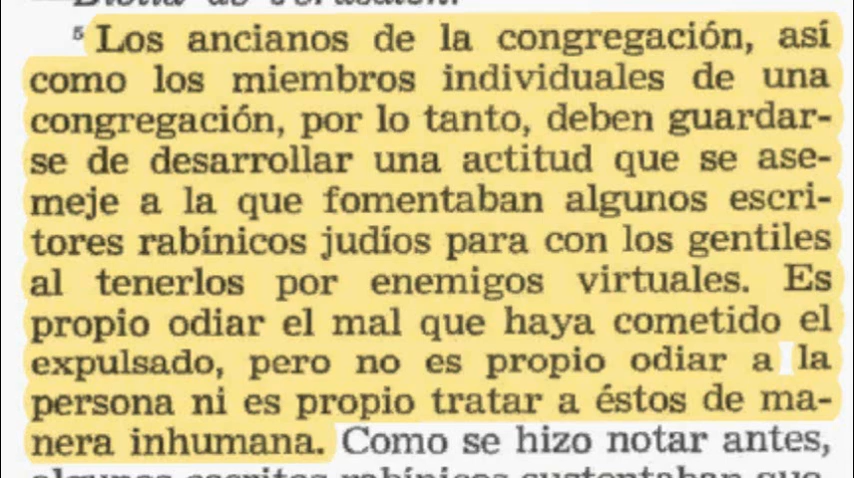 ⁵ Los ancianos de la congregación, así
como los miembros individuales de una
congregación, por lo tanto, deben guardar-
se de desarrollar una actitud que se ase-
meje a la que fomentaban algunos escri-
tores rabínicos judíos para con los gentiles
al tenerlos por enemigos virtuales. Es
propio odiar el mal que haya cometido el
expulsado, pero no es propio odiar a la
persona ni es propio tratar a éstos de ma-
nera inhumana. Como se hizo notar antes,